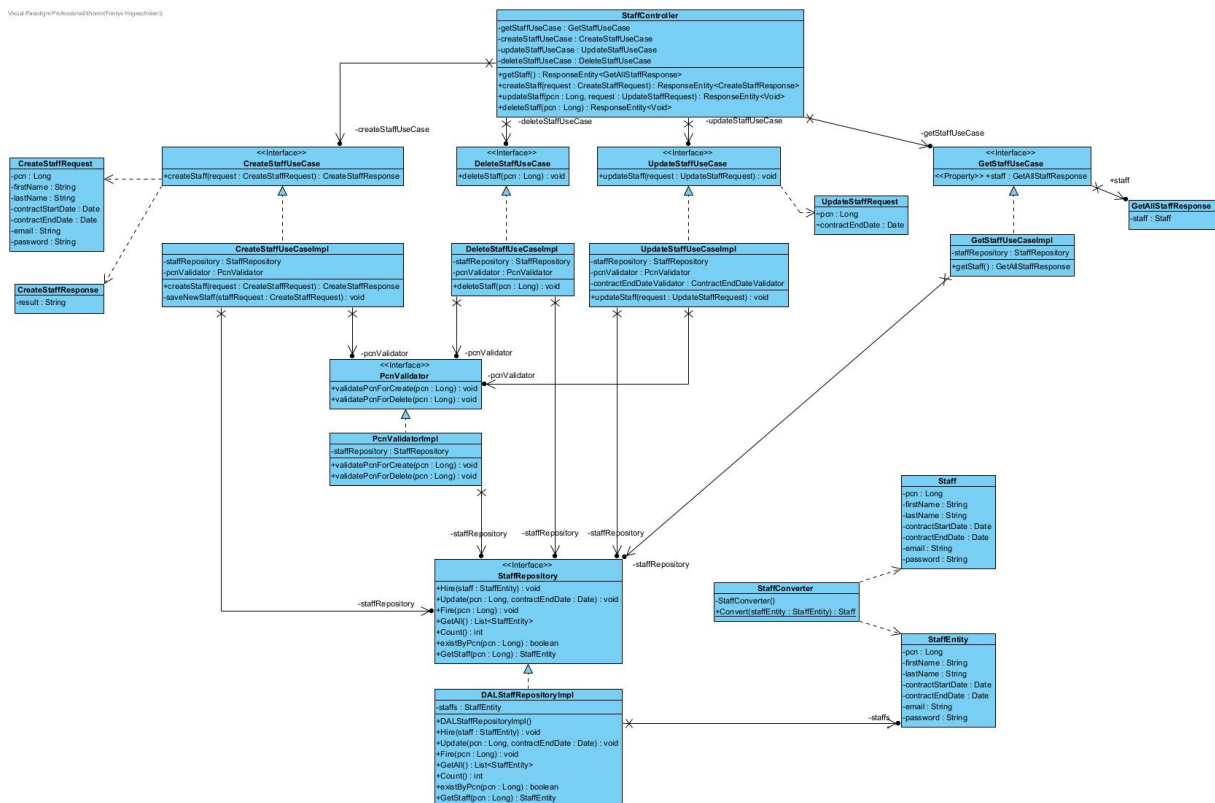 Visual Paradigm Professional(thomin(Fontys Hogescholen))
StaffController
-getStaffUseCase : GetStaffUseCase
-createStaffUseCase : CreateStaffUseCase
-updateStaffUseCase : UpdateStaffUseCase
-deleteStaffUseCase : DeleteStaffUseCase
+getStaff() : ResponseEntity<GetAllStaffResponse>
+createStaff(request : CreateStaffRequest) : ResponseEntity<CreateStaffResponse>
+updateStaff(pcn : Long, request : UpdateStaffRequest) : ResponseEntity<Void>
+deleteStaff(pcn : Long) : ResponseEntity<Void>
-createStaffUseCase
-deleteStaffUseCase
-updateStaffUseCase
-getStaffUseCase
CreateStaffRequest
-pcn : Long
-firstName : String
-lastName : String
-contractStartDate : Date
-contractEndDate : Date
-email : String
-password : String
<<Interface>>
CreateStaffUseCase
+createStaff(request : CreateStaffRequest) : CreateStaffResponse
<<Interface>>
DeleteStaffUseCase
+deleteStaff(pcn : Long) : void
<<Interface>>
UpdateStaffUseCase
+updateStaff(request : UpdateStaffRequest) : void
<<Interface>>
GetStaffUseCase
<<Property>> +staff : GetAllStaffResponse
+staff
UpdateStaffRequest
~pcn : Long
~contractEndDate : Date
GetAllStaffResponse
-staff : Staff
CreateStaffResponse
-result : String
CreateStaffUseCaseImpl
-staffRepository : StaffRepository
-pcnValidator : PcnValidator
+createStaff(request : CreateStaffRequest) : CreateStaffResponse
-saveNewStaff(staffRequest : CreateStaffRequest) : void
DeleteStaffUseCaseImpl
-staffRepository : StaffRepository
-pcnValidator : PcnValidator
+deleteStaff(pcn : Long) : void
UpdateStaffUseCaseImpl
-staffRepository : StaffRepository
-pcnValidator : PcnValidator
-contractEndDateValidator : ContractEndDateValidator
+updateStaff(request : UpdateStaffRequest) : void
GetStaffUseCaseImpl
-staffRepository : StaffRepository
+getStaff() : GetAllStaffResponse
-pcnValidator
-pcnValidator
-pcnValidator
<<Interface>>
PcnValidator
+validatePcnForCreate(pcn : Long) : void
+validatePcnForDelete(pcn : Long) : void
PcnValidatorImpl
-staffRepository : StaffRepository
+validatePcnForCreate(pcn : Long) : void
+validatePcnForDelete(pcn : Long) : void
-staffRepository
-staffRepository
-staffRepository
-staffRepository
-staffRepository
<<Interface>>
StaffRepository
+Hire(staff : StaffEntity) : void
+Update(pcn : Long, contractEndDate : Date) : void
+Fire(pcn : Long) : void
+GetAll() : List<StaffEntity>
+Count() : int
+existByPcn(pcn : Long) : boolean
+GetStaff(pcn : Long) : StaffEntity
Staff
-pcn : Long
-firstName : String
-lastName : String
-contractStartDate : Date
-contractEndDate : Date
-email : String
-password : String
StaffConverter
-StaffConverter()
+Convert(staffEntity : StaffEntity) : Staff
StaffEntity
-pcn : Long
-firstName : String
-lastName : String
-contractStartDate : Date
-contractEndDate : Date
-email : String
-password : String
DALStaffRepositoryImpl
-staffs : StaffEntity
+DALStaffRepositoryImpl()
+Hire(staff : StaffEntity) : void
+Update(pcn : Long, contractEndDate : Date) : void
+Fire(pcn : Long) : void
+GetAll() : List<StaffEntity>
+Count() : int
+existByPcn(pcn : Long) : boolean
+GetStaff(pcn : Long) : StaffEntity
-staffs